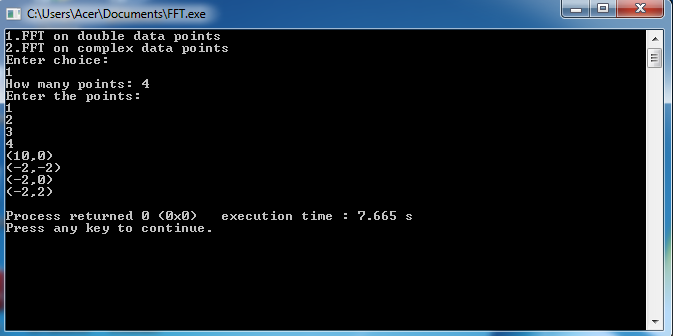 C:\Users\Acer\Documents\FFT.exe
1.FFT on double data points
2.FFT on complex data points
Enter choice:
1
How many points: 4
Enter the points:
1
2
3
4
(10,0)
(-2,-2)
(-2,0)
(-2,2)
Process returned 0 (0x0)   execution time : 7.665 s
Press any key to continue.